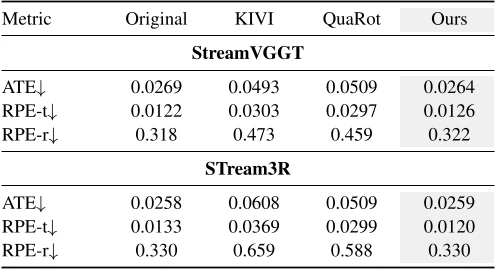 Metric Original KIVI QuaRot Ours
StreamVGGT
ATE↓ 0.0269 0.0493 0.0509 0.0264
RPE-t↓ 0.0122 0.0303 0.0297 0.0126
RPE-r↓ 0.318 0.473 0.459 0.322
STream3R
ATE↓ 0.0258 0.0608 0.0509 0.0259
RPE-t↓ 0.0133 0.0369 0.0299 0.0120
RPE-r↓ 0.330 0.659 0.588 0.330